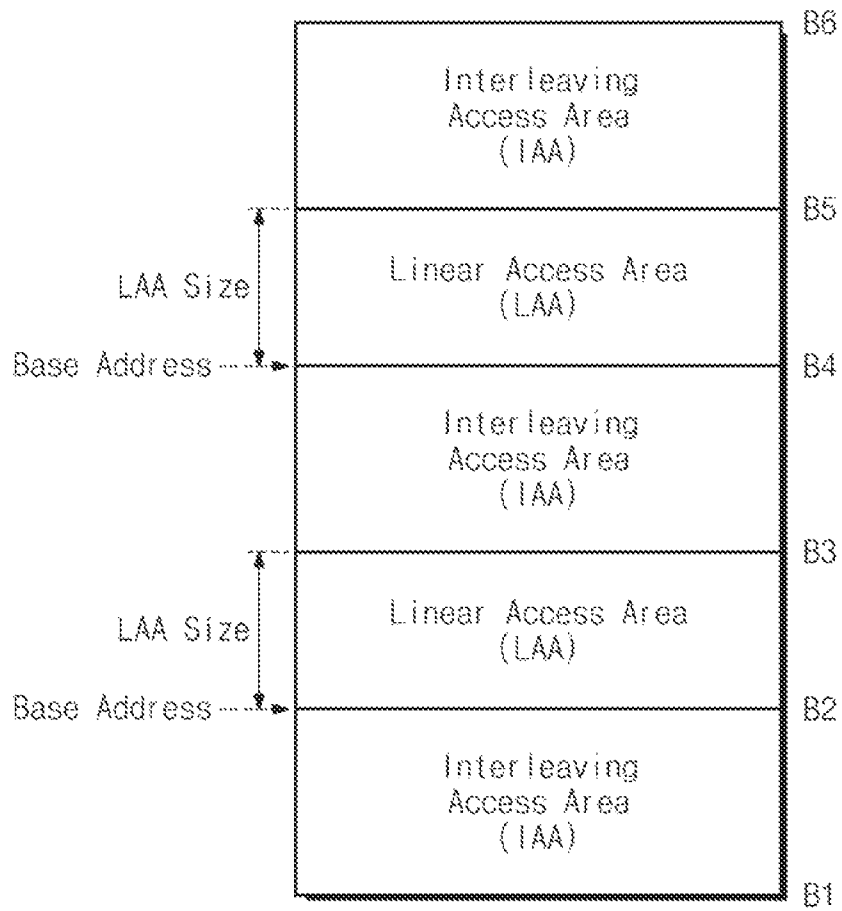 B6
Interleaving
Access Area
(IAA)
B5
LAA Size
Linear Access Area
(LAA)
Base Address
B4
Interleaving
Access Area
(IAA)
B3
LAA Size
Linear Access Area
(LAA)
Base Address
B2
Interleaving
Access Area
(IAA)
B1